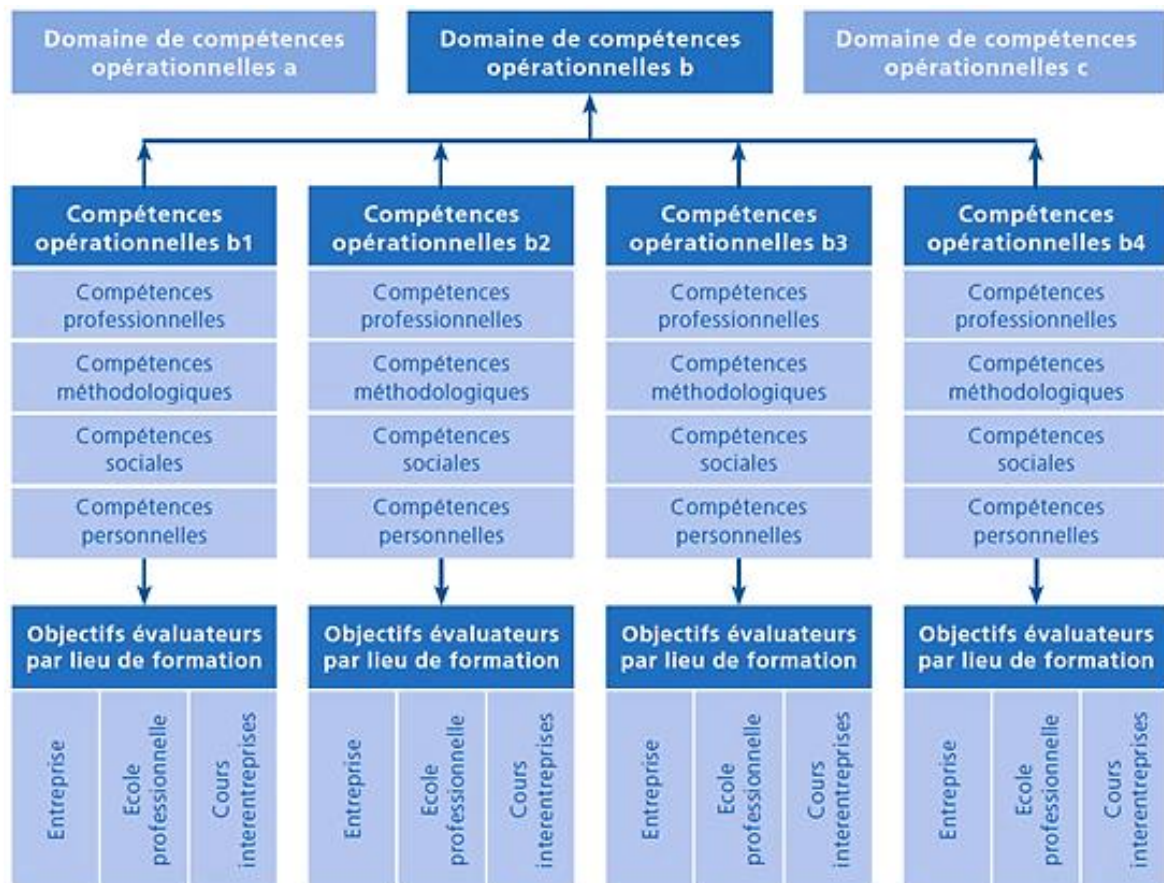 Domaine de compétences
opérationnelles a
Domaine de compétences
opérationnelles b
Domaine de compétences
opérationnelles c
Compétences
opérationnelles b1
Compétences
opérationnelles b2
Compétences
opérationnelles b3
Compétences
opérationnelles b4
Compétences
professionnelles
Compétences
professionnelles
Compétences
professionnelles
Compétences
professionnelles
Compétences
méthodologiques
Compétences
méthodologiques
Compétences
méthodologiques
Compétences
méthodologiques
Compétences
sociales
Compétences
sociales
Compétences
sociales
Compétences
sociales
Compétences
personnelles
Compétences
personnelles
Compétences
personnelles
Compétences
personnelles
Objectifs évaluateurs
par lieu de formation
Objectifs évaluateurs
par lieu de formation
Objectifs évaluateurs
par lieu de formation
Objectifs évaluateurs
par lieu de formation
Entreprise
Ecole
professionnelle
Cours
interentreprises
Entreprise
Ecole
professionnelle
Cours
interentreprises
Entreprise
Ecole
professionnelle
Cours
interentreprises
Entreprise
Ecole
professionnelle
Cours
interentreprises